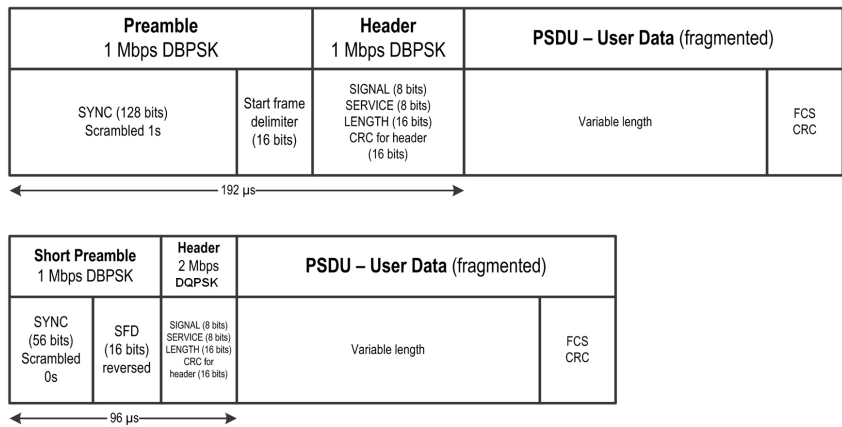 Preamble
1 Mbps DBPSK
Header
1 Mbps DBPSK
PSDU – User Data (fragmented)
SYNC (128 bits)
Scrambled 1s
Start frame
delimiter
(16 bits)
SIGNAL (8 bits)
SERVICE (8 bits)
LENGTH (16 bits)
CRC for header
(16 bits)
Variable length
FCS
CRC
192 µs
Short Preamble
1 Mbps DBPSK
Header
2 Mbps
DQPSK
PSDU – User Data (fragmented)
SYNC
(56 bits)
Scrambled
0s
SFD
(16 bits)
reversed
SIGNAL (8 bits)
SERVICE (8 bits)
LENGTH (16 bits)
CRC for
header (16 bits)
Variable length
FCS
CRC
96 µs